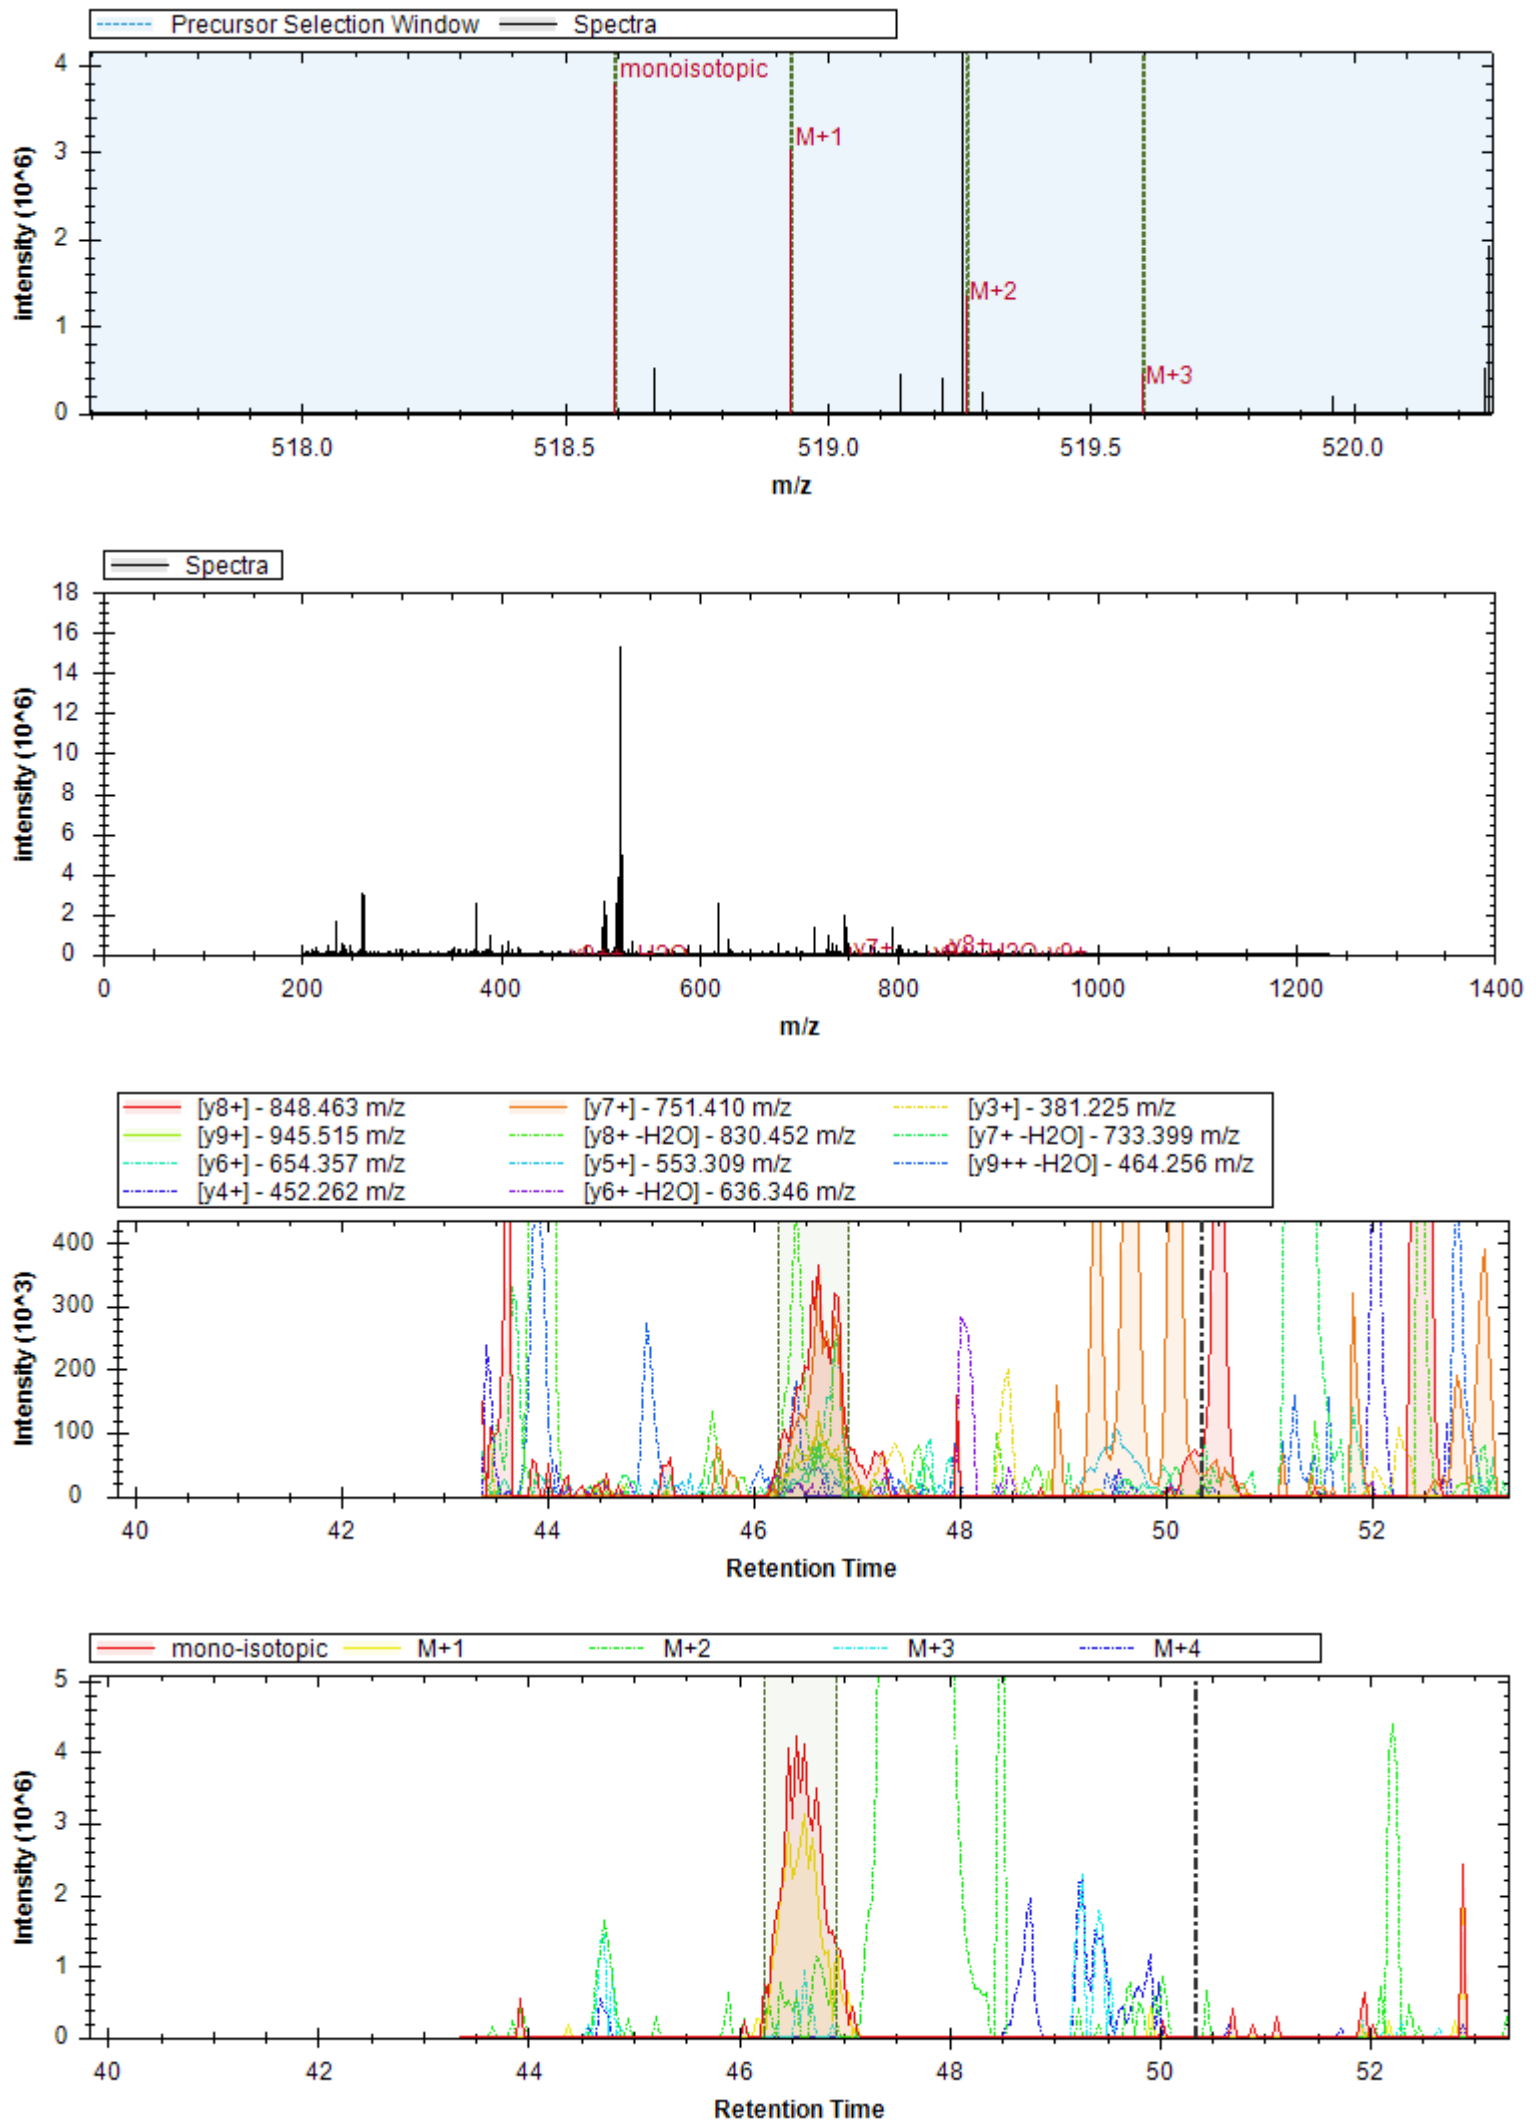 Precursor Selection Window Spectra
4
3
2
1
0
intensity (10^6)
monoisotopic
M+1
M+2
M+3
518.0 518.5 519.0 519.5 520.0
m/z
Spectra
18
16
14
12
10
8
6
4
2
0
intensity (10^6)
y7+ y8+ H2O y9+
0 200 400 600 800 1000 1200 1400
m/z
[y8+] - 848.463 m/z [y7+] - 751.410 m/z [y3+] - 381.225 m/z
[y9+] - 945.515 m/z [y8+ -H2O] - 830.452 m/z [y7+ -H2O] - 733.399 m/z
[y6+] - 654.357 m/z [y5+] - 553.309 m/z [y9++ -H2O] - 464.256 m/z
[y4+] - 452.262 m/z [y6+ -H2O] - 636.346 m/z
400
300
200
100
0
Intensity (10^3)
40 42 44 46 48 50 52
Retention Time
mono-isotopic M+1 M+2 M+3 M+4
5
4
3
2
1
0
Intensity (10^6)
40 42 44 46 48 50 52
Retention Time